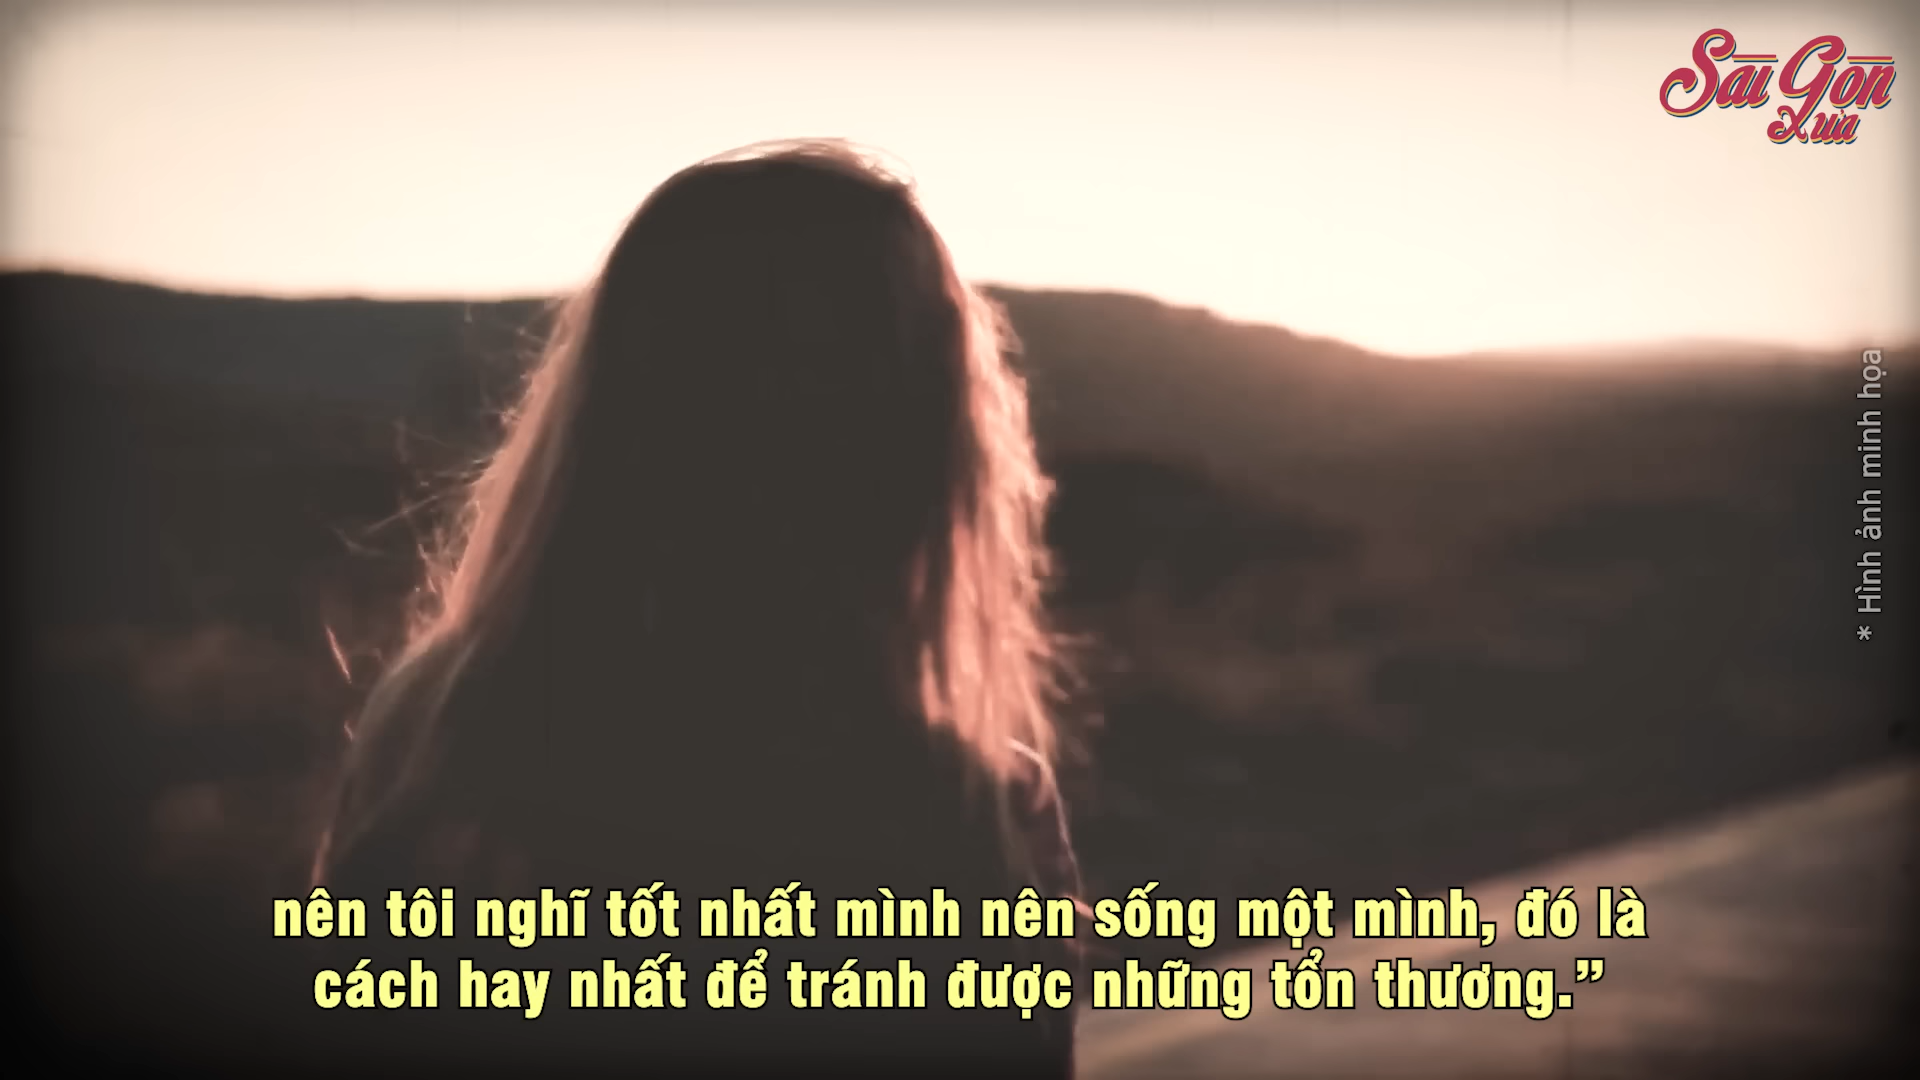 Sài Gòn
Xưa
* Hình ảnh minh họa
nên tôi nghĩ tốt nhất mình nên sống một mình, đó là
cách hay nhất để tránh được những tổn thương.”